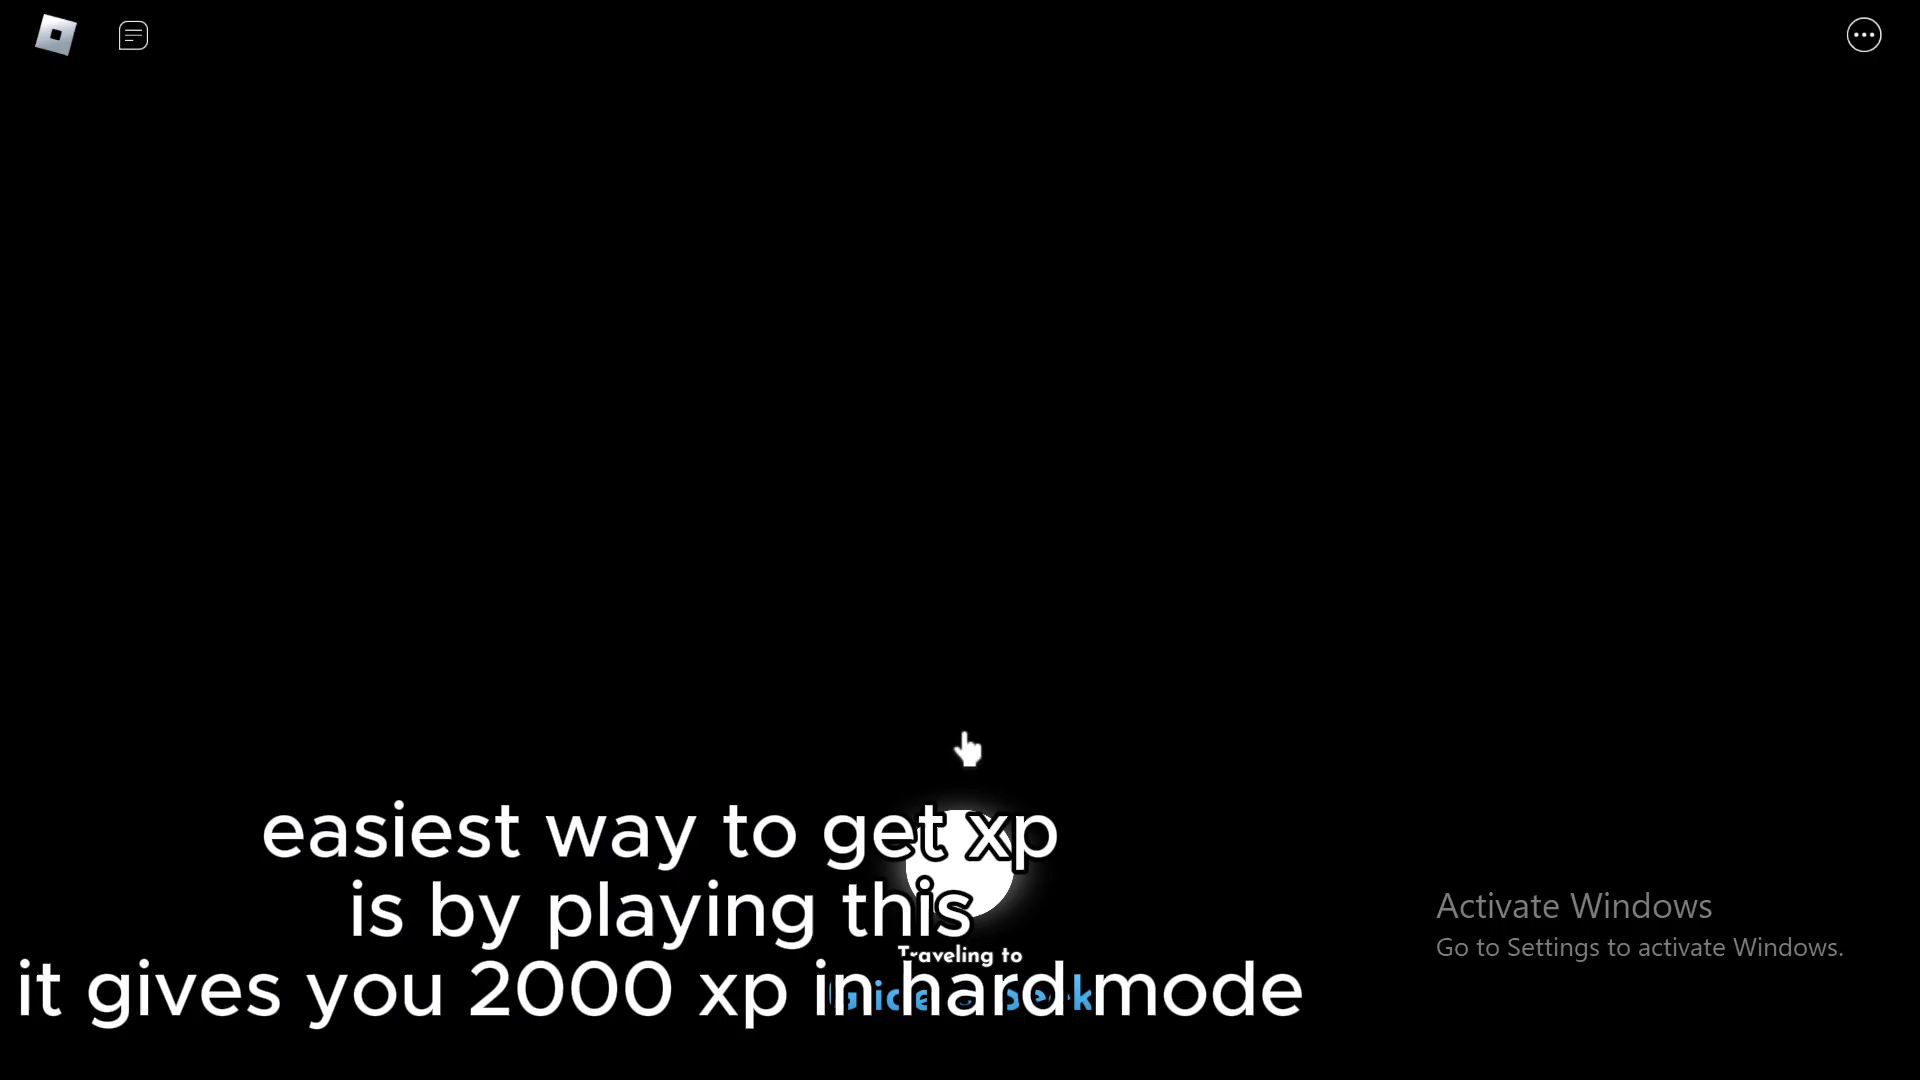 easiest way to get xp
is by playing this
Traveling to
it gives you 2000 xp in hard mode
Activate Windows
Go to Settings to activate Windows.